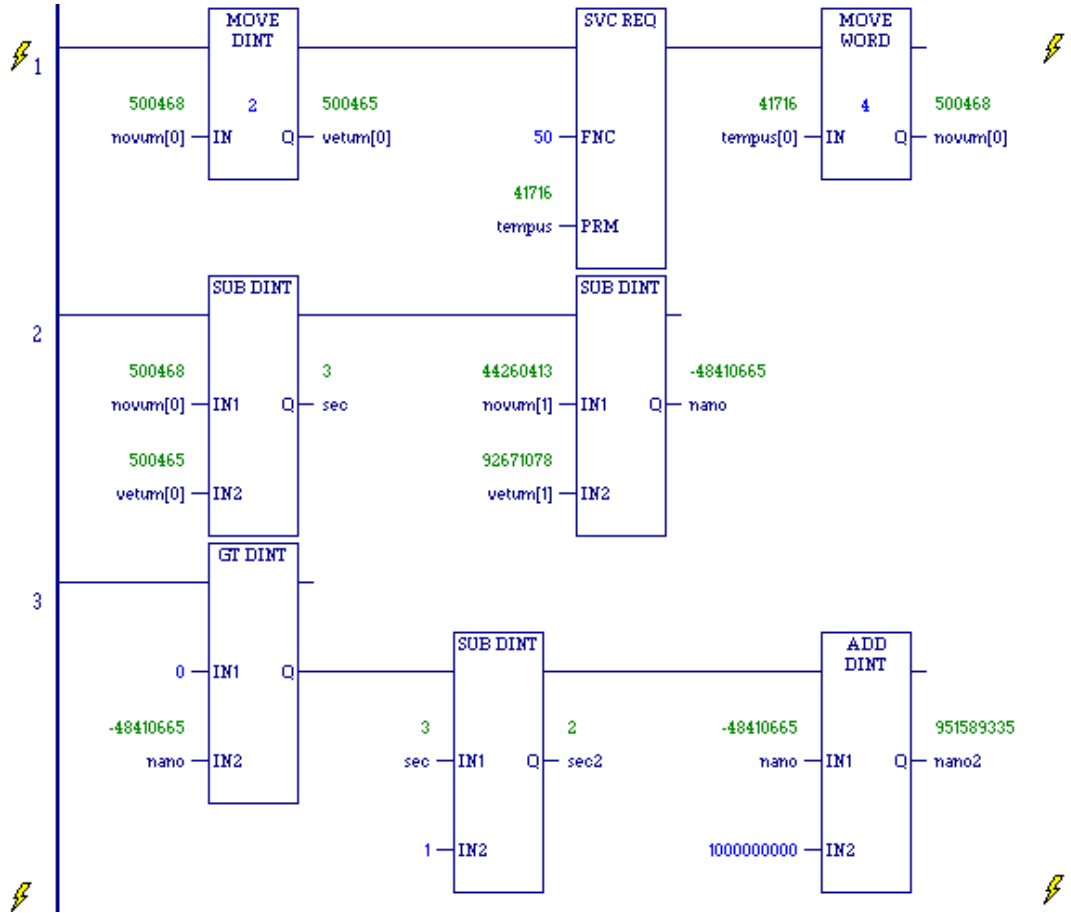 MOVE DINT SVC REQ MOVE WORD
1
500468 2 500465 41716 4 500468
novum[0] IN Q vetum[0] 50 FNC tempus[0] IN Q novum[0]
41716
tempus PRM
SUB DINT SUB DINT
2
500468 3 44260413 -48410665
novum[0] IN1 Q sec novum[1] IN1 Q nano
500465 92671078
vetum[0] IN2 vetum[1] IN2
GT DINT
3
SUB DINT ADD DINT
0 IN1 Q
-48410665 3 2 -48410665 951589335
nano IN2 sec IN1 Q sec2 nano IN1 Q nano2
1 IN2 1000000000 IN2